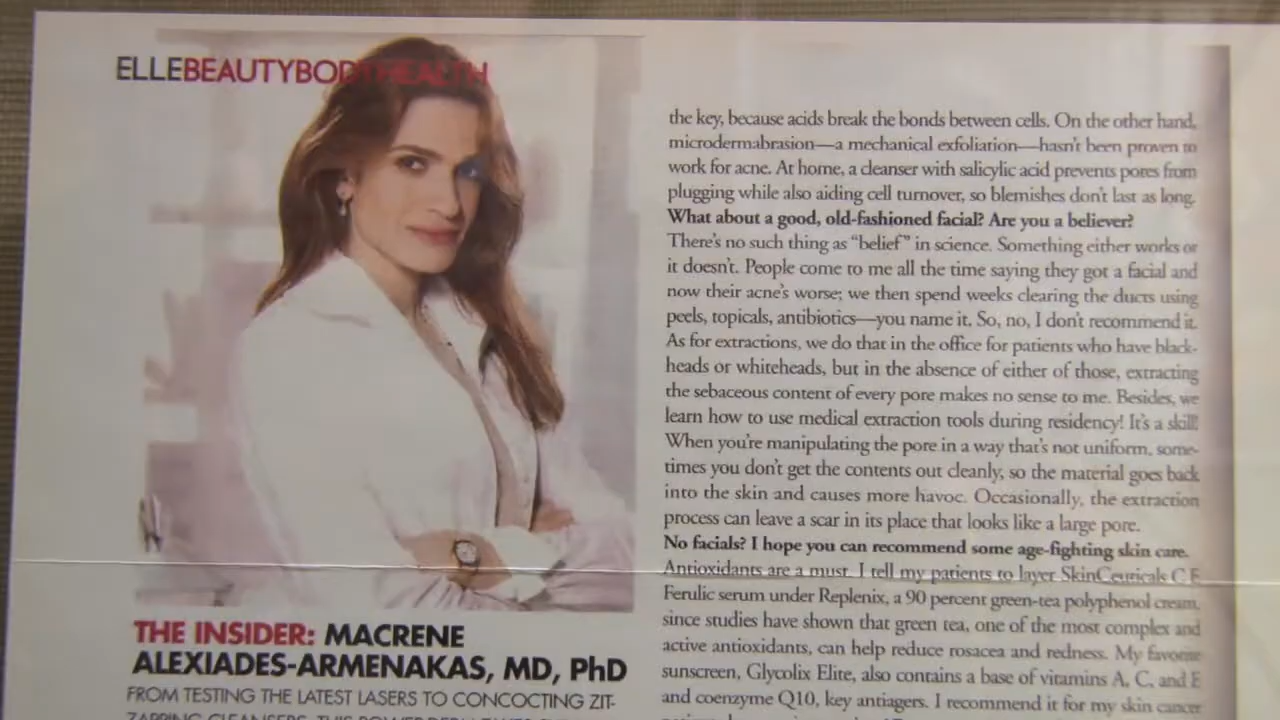 ELLEBEAUTYBODYHEALTH
THE INSIDER: MACRENE
ALEXIADES-ARMENAKAS, MD, PhD
FROM TESTING THE LATEST LASERS TO CONCOCTING ZIT-
the key, because acids break the bonds between cells. On the other hand,
microdermabrasion—a mechanical exfoliation—hasn't been proven to
work for acne. At home, a cleanser with salicylic acid prevents pores from
plugging while also aiding cell turnover, so blemishes don't last as long.
What about a good, old-fashioned facial? Are you a believer?
There's no such thing as “belief” in science. Something either works or
it doesn't. People come to me all the time saying they got a facial and
now their acne's worse; we then spend weeks clearing the ducts using
peels, topicals, antibiotics—you name it. So, no, I don't recommend it.
As for extractions, we do that in the office for patients who have black-
heads or whiteheads, but in the absence of either of those, extracting
the sebaceous content of every pore makes no sense to me. Besides, we
learn how to use medical extraction tools during residency! It's a skill!
When you're manipulating the pore in a way that's not uniform, some-
times you don't get the contents out cleanly, so the material goes back
into the skin and causes more havoc. Occasionally, the extraction
process can leave a scar in its place that looks like a large pore.
No facials? I hope you can recommend some age-fighting skin care.
Antioxidants are a must. I tell my patients to layer SkinCeuticals C E
Ferulic serum under Replenix, a 90 percent green-tea polyphenol cream,
since studies have shown that green tea, one of the most complex and
active antioxidants, can help reduce rosacea and redness. My favorite
sunscreen, Glycolix Elite, also contains a base of vitamins A, C, and E
and coenzyme Q10, key antiagers. I recommend it for my skin cancer